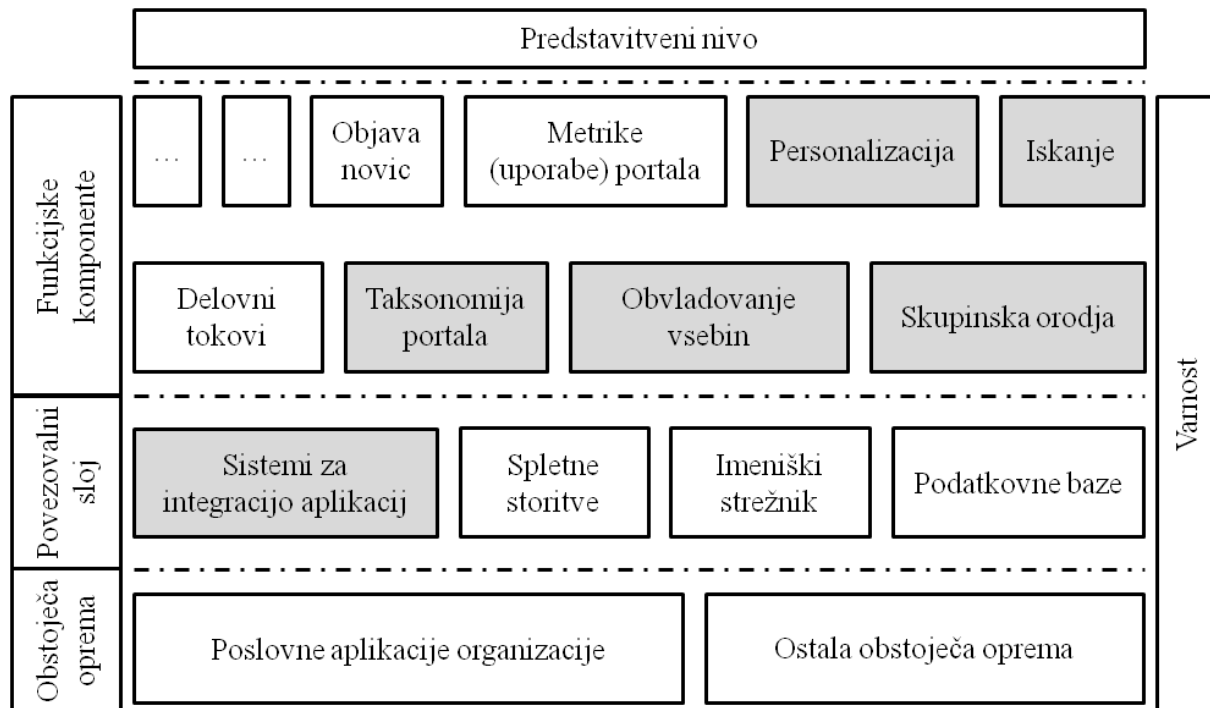 Predstavitveni nivo
Funkcijske
komponente
...
...
Objava
novic
Metrike
(uporabe) portala
Personalizacija
Iskanje
Delovni
tokovi
Taksonomija
portala
Obvladovanje
vsebin
Skupinska orodja
Varnost
Povezovalni
sloj
Sistemi za
integracijo aplikacij
Spletne
storitve
Imeniški
strežnik
Podatkovne baze
Obstoječa
oprema
Poslovne aplikacije organizacije
Ostala obstoječa oprema